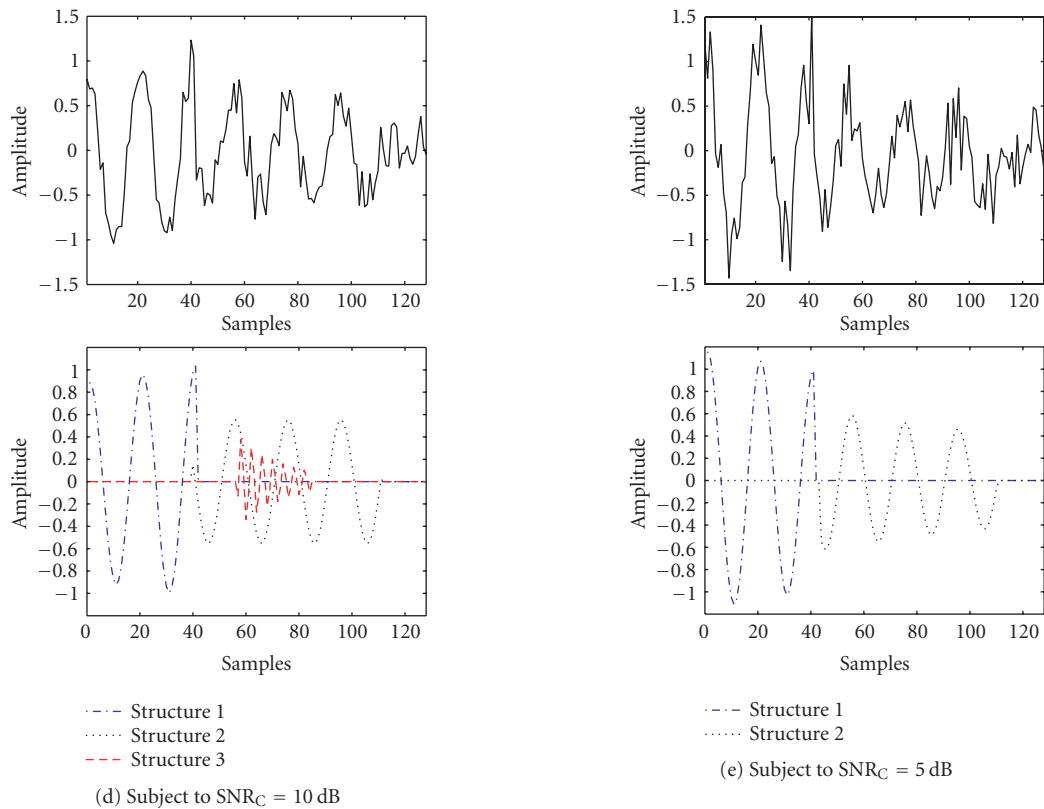 1.5
1
0.5
0
−0.5
−1
−1.5
Amplitude
20 40 60 80 100 120
Samples
1
0.8
0.6
0.4
0.2
0
−0.2
−0.4
−0.6
−0.8
−1
Amplitude
0 20 40 60 80 100 120
Samples
Structure 1
Structure 2
Structure 3
(d) Subject to SNR_C = 10 dB
1.5
1
0.5
0
−0.5
−1
−1.5
Amplitude
20 40 60 80 100 120
Samples
1
0.8
0.6
0.4
0.2
0
−0.2
−0.4
−0.6
−0.8
−1
Amplitude
0 20 40 60 80 100 120
Samples
Structure 1
Structure 2
(e) Subject to SNR_C = 5 dB